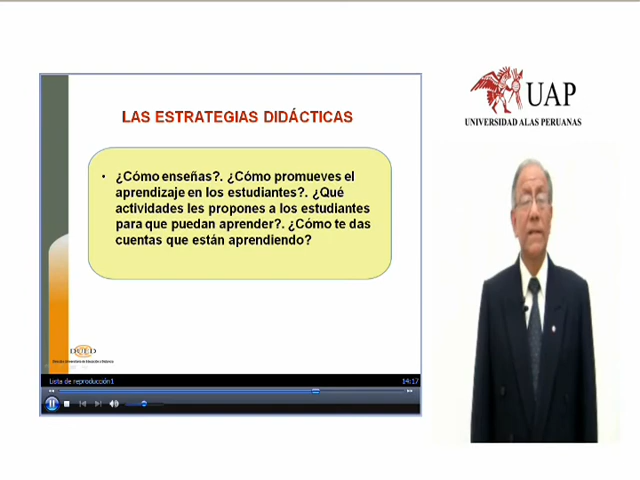 LAS ESTRATEGIAS DIDÁCTICAS
• ¿Cómo enseñas?. ¿Cómo promueves el
aprendizaje en los estudiantes?. ¿Qué
actividades les propones a los estudiantes
para que puedan aprender?. ¿Cómo te das
cuentas que están aprendiendo?
DUED
Lista de reproducción1
14:17
UAP
UNIVERSIDAD ALAS PERUANAS